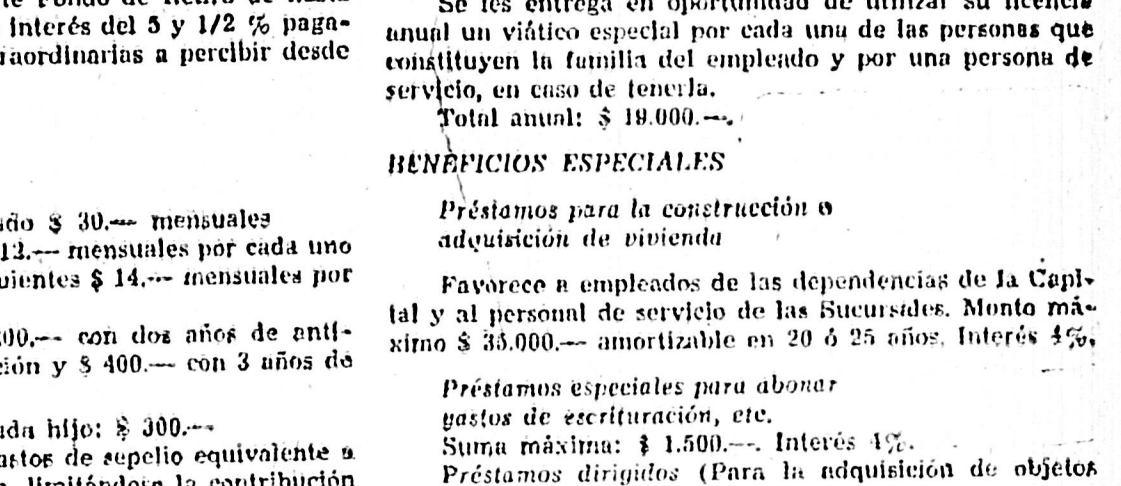 interés del 5 y 1/2 % paga-
raordinarias a percibir desde
$ 30.— mensuales
12.— mensuales por cada uno
uientes $ 14.— mensuales por
00.— con dos años de anti-
ción y $ 400.— con 3 años de
ada hijo: $ 300.—
astos de sepelio equivalente a
limitándose la contribución
Se les entrega en oportunidad de utilizar su licencia
anual un viático especial por cada una de las personas que
constituyen la familia del empleado y por una persona de
servicio, en caso de tenerla.
Total anual: $ 19.000.—.
BENEFICIOS ESPECIALES
Préstamos para la construcción o
adquisición de vivienda
Favorece a empleados de las dependencias de la Capi-
tal y al personal de servicio de las Sucursales. Monto má-
ximo $ 35.000.— amortizable en 20 ó 25 años. Interés 4%.
Préstamos especiales para abonar
gastos de escrituración, etc.
Suma máxima: $ 1.500.—. Interés 4%.
Préstamos dirigidos (Para la adquisición de objetos